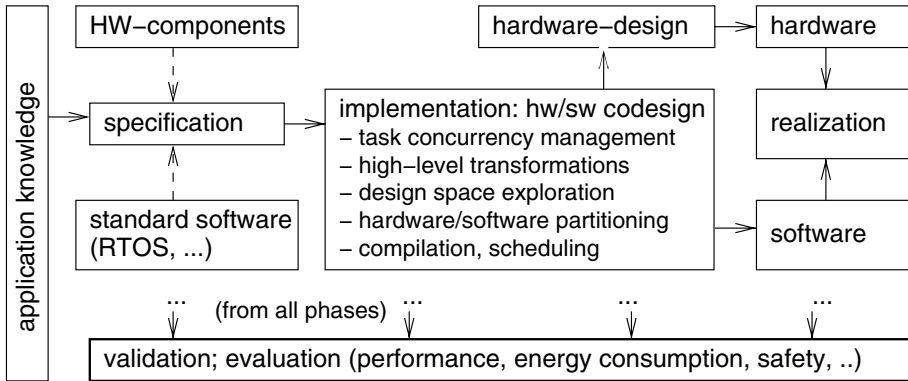 application knowledge
HW−components
hardware−design
hardware
specification
implementation: hw/sw codesign
− task concurrency management
− high−level transformations
− design space exploration
− hardware/software partitioning
− compilation, scheduling
realization
standard software
(RTOS, ...)
software
... (from all phases) ... ... ...
validation; evaluation (performance, energy consumption, safety, ..)